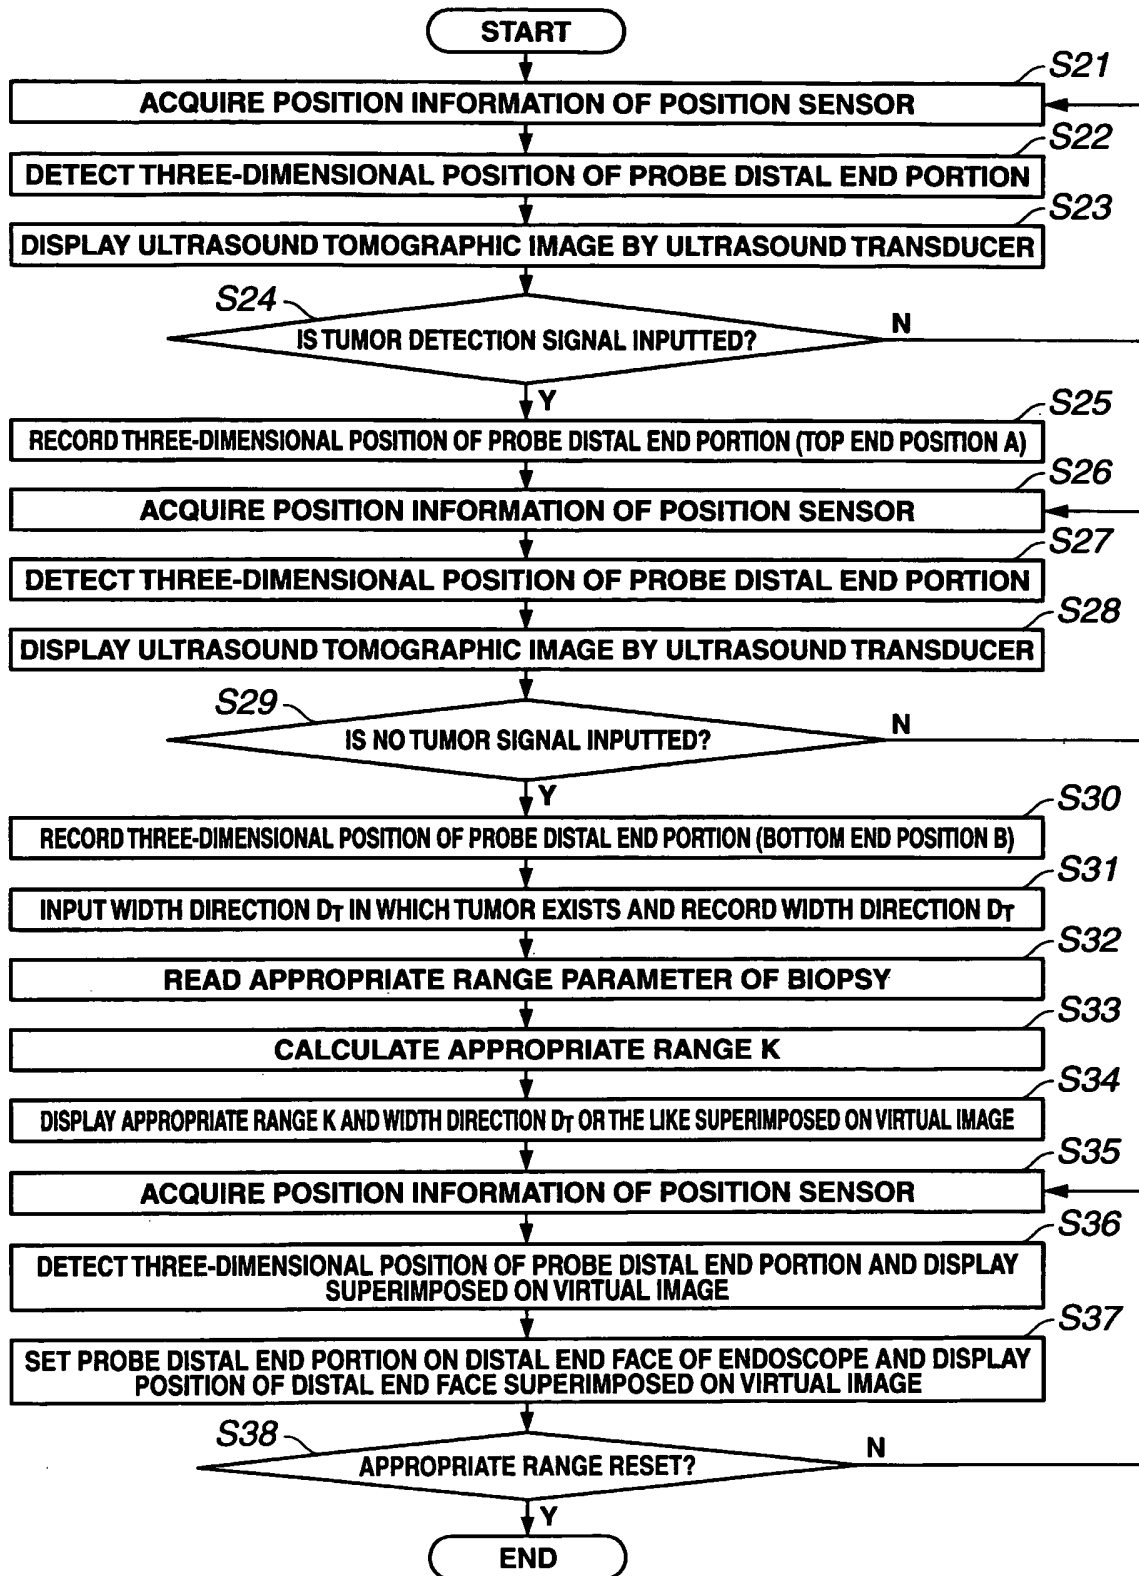 START
S21
ACQUIRE POSITION INFORMATION OF POSITION SENSOR
S22
DETECT THREE-DIMENSIONAL POSITION OF PROBE DISTAL END PORTION
S23
DISPLAY ULTRASOUND TOMOGRAPHIC IMAGE BY ULTRASOUND TRANSDUCER
S24
IS TUMOR DETECTION SIGNAL INPUTTED?
N
Y
S25
RECORD THREE-DIMENSIONAL POSITION OF PROBE DISTAL END PORTION (TOP END POSITION A)
S26
ACQUIRE POSITION INFORMATION OF POSITION SENSOR
S27
DETECT THREE-DIMENSIONAL POSITION OF PROBE DISTAL END PORTION
S28
DISPLAY ULTRASOUND TOMOGRAPHIC IMAGE BY ULTRASOUND TRANSDUCER
S29
IS NO TUMOR SIGNAL INPUTTED?
N
Y
S30
RECORD THREE-DIMENSIONAL POSITION OF PROBE DISTAL END PORTION (BOTTOM END POSITION B)
S31
INPUT WIDTH DIRECTION DT IN WHICH TUMOR EXISTS AND RECORD WIDTH DIRECTION DT
S32
READ APPROPRIATE RANGE PARAMETER OF BIOPSY
S33
CALCULATE APPROPRIATE RANGE K
S34
DISPLAY APPROPRIATE RANGE K AND WIDTH DIRECTION DT OR THE LIKE SUPERIMPOSED ON VIRTUAL IMAGE
S35
ACQUIRE POSITION INFORMATION OF POSITION SENSOR
S36
DETECT THREE-DIMENSIONAL POSITION OF PROBE DISTAL END PORTION AND DISPLAY
SUPERIMPOSED ON VIRTUAL IMAGE
S37
SET PROBE DISTAL END PORTION ON DISTAL END FACE OF ENDOSCOPE AND DISPLAY
POSITION OF DISTAL END FACE SUPERIMPOSED ON VIRTUAL IMAGE
S38
APPROPRIATE RANGE RESET?
N
Y
END